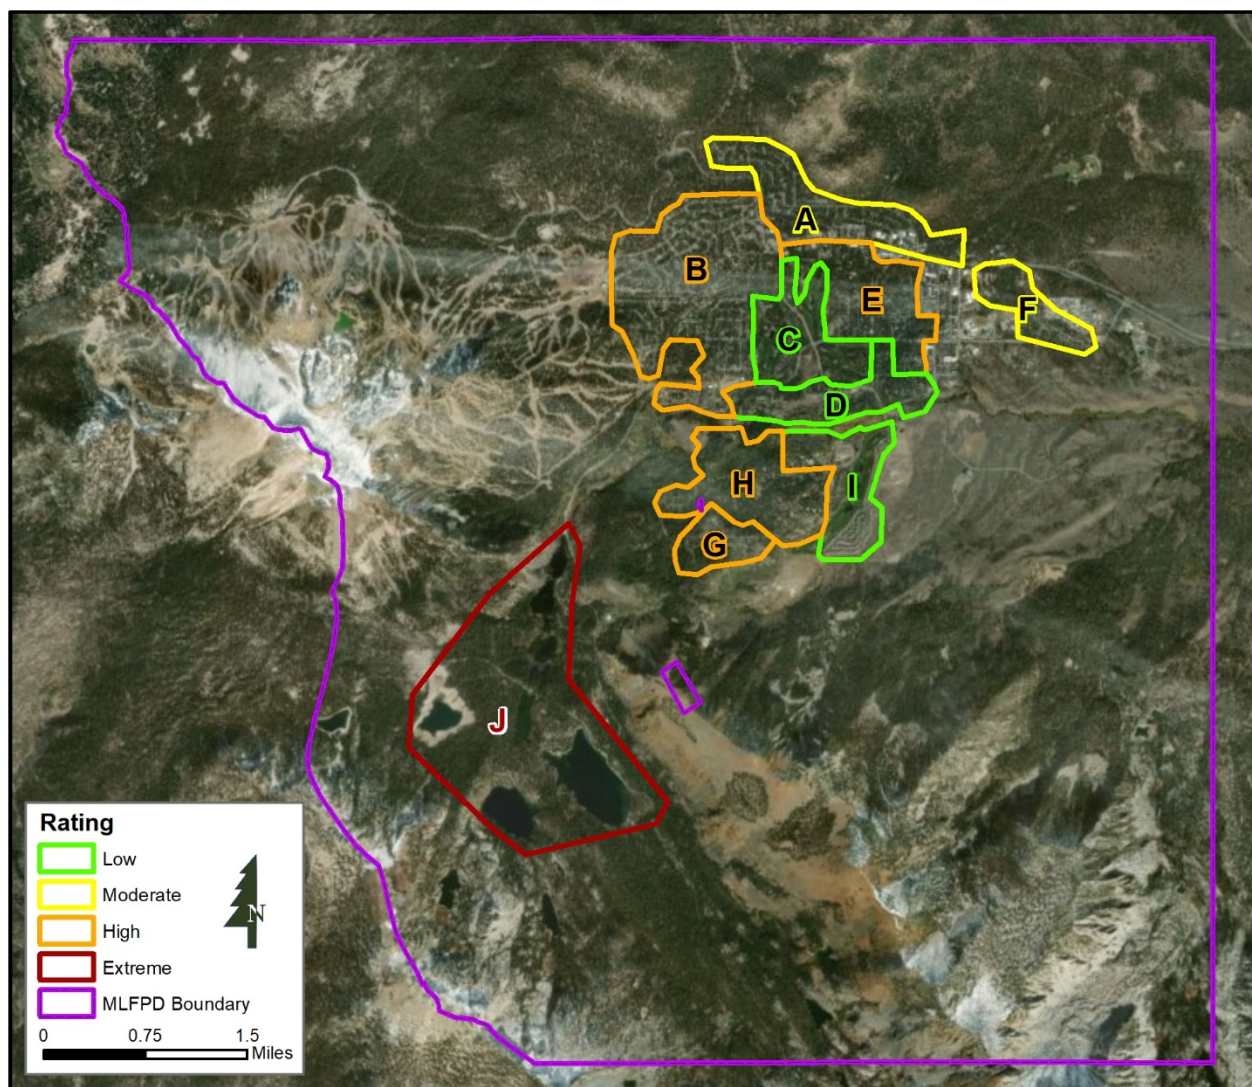 A
B
E
F
C
D
H
I
G
J
Rating
Low
Moderate
High
Extreme
MLFPD Boundary
N
0 0.75 1.5
Miles